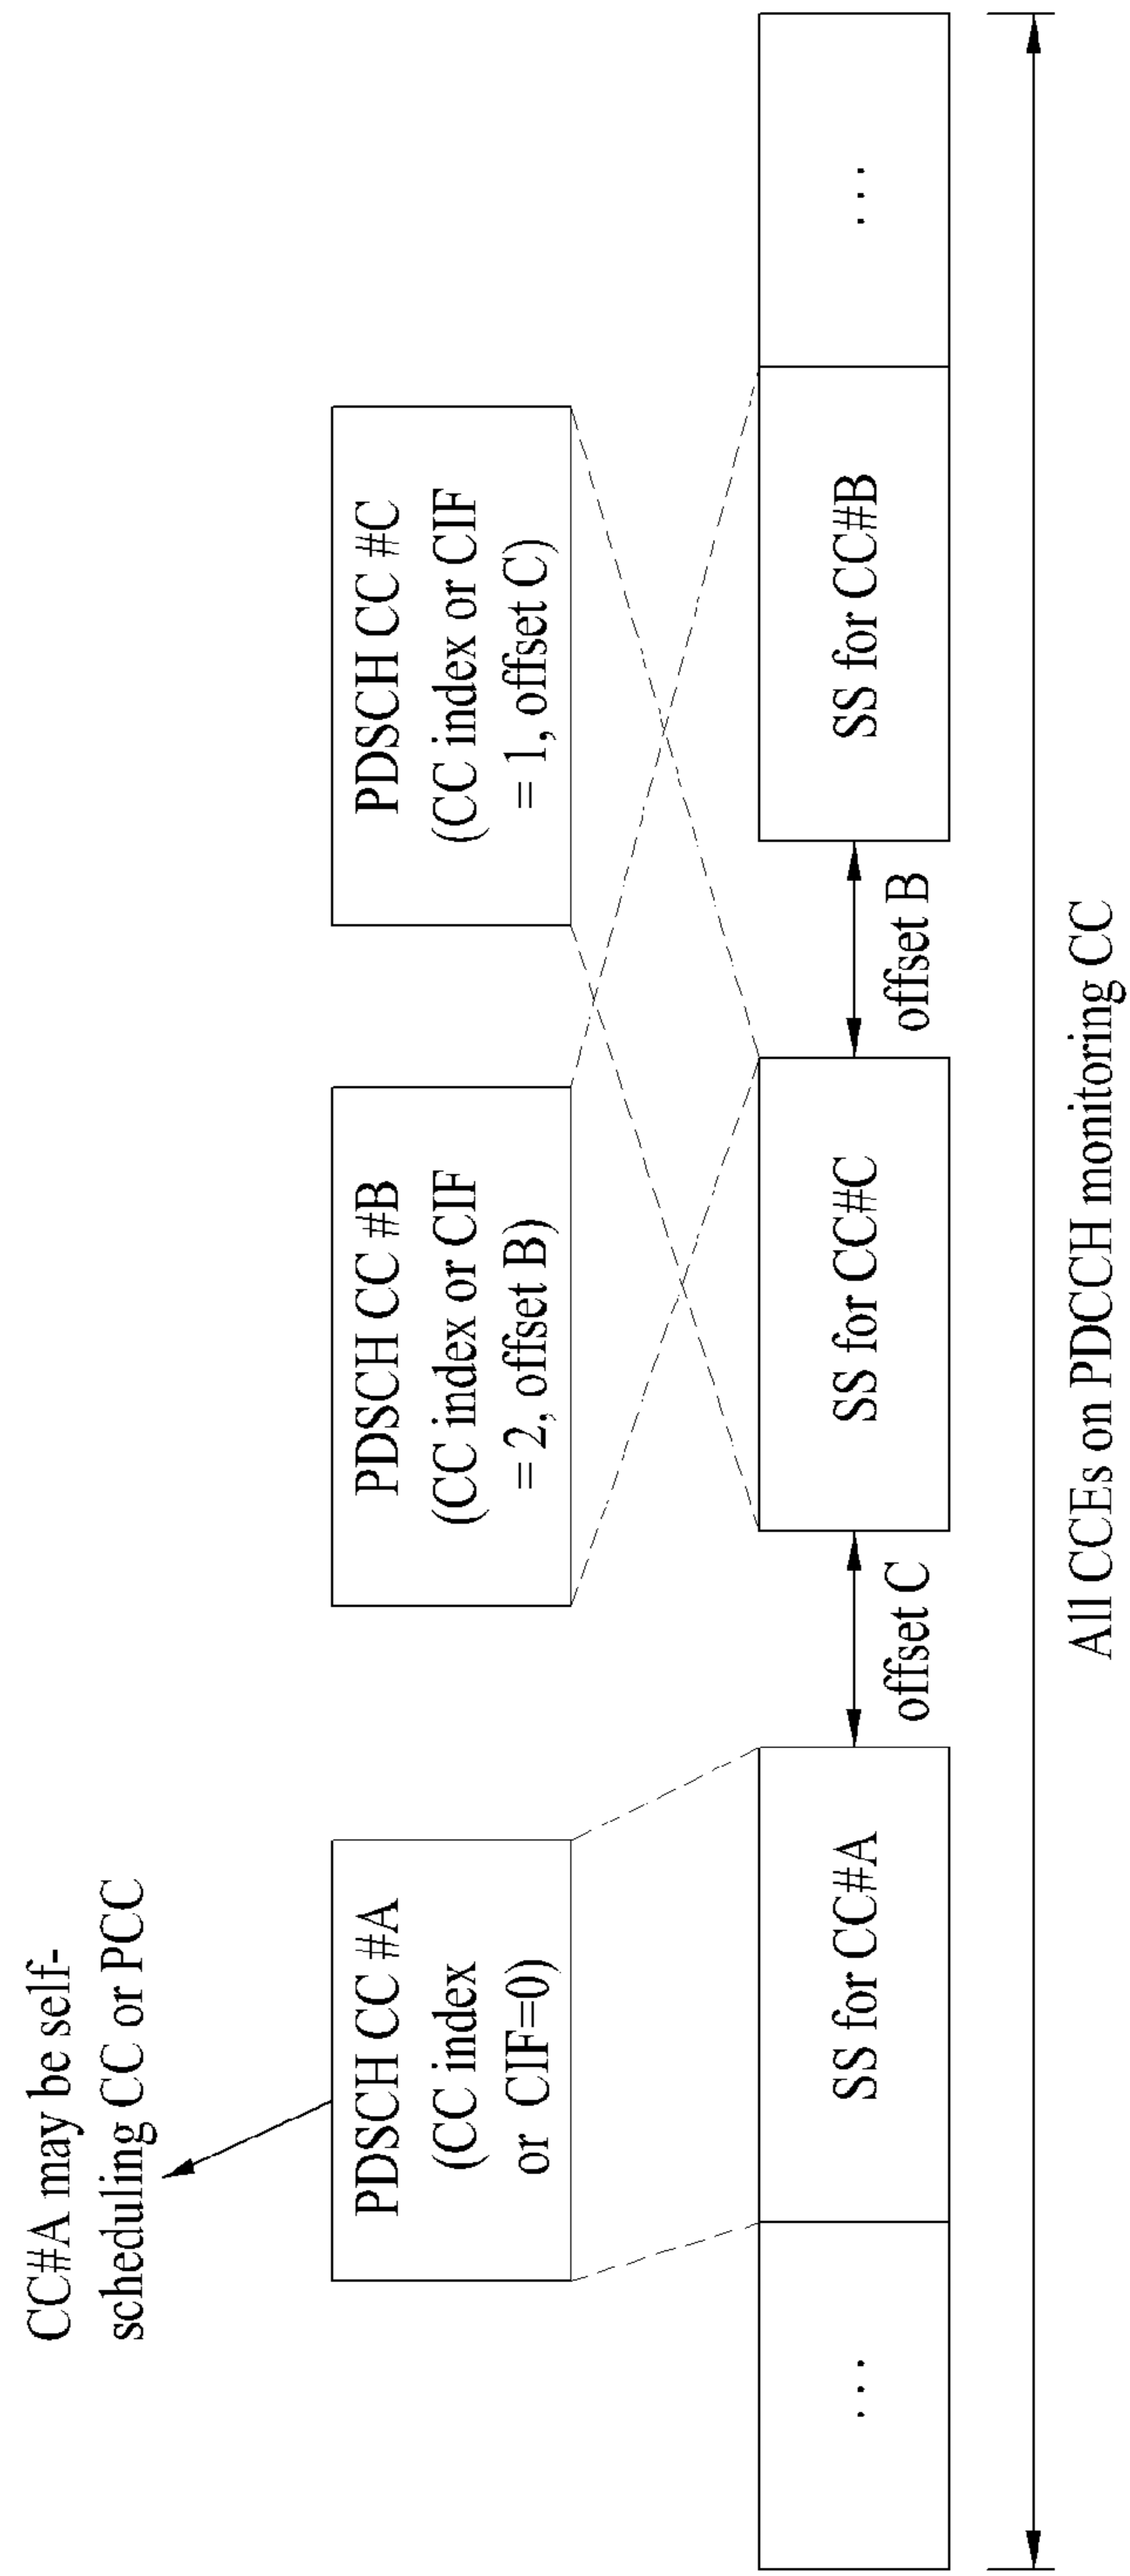 CC#A may be self-
scheduling CC or PCC
PDSCH CC #A
(CC index
or CIF=0)
PDSCH CC #B
(CC index or CIF
= 2, offset B)
PDSCH CC #C
(CC index or CIF
= 1, offset C)
...
SS for CC#A
offset C
SS for CC#C
offset B
SS for CC#B
...
All CCEs on PDCCH monitoring CC